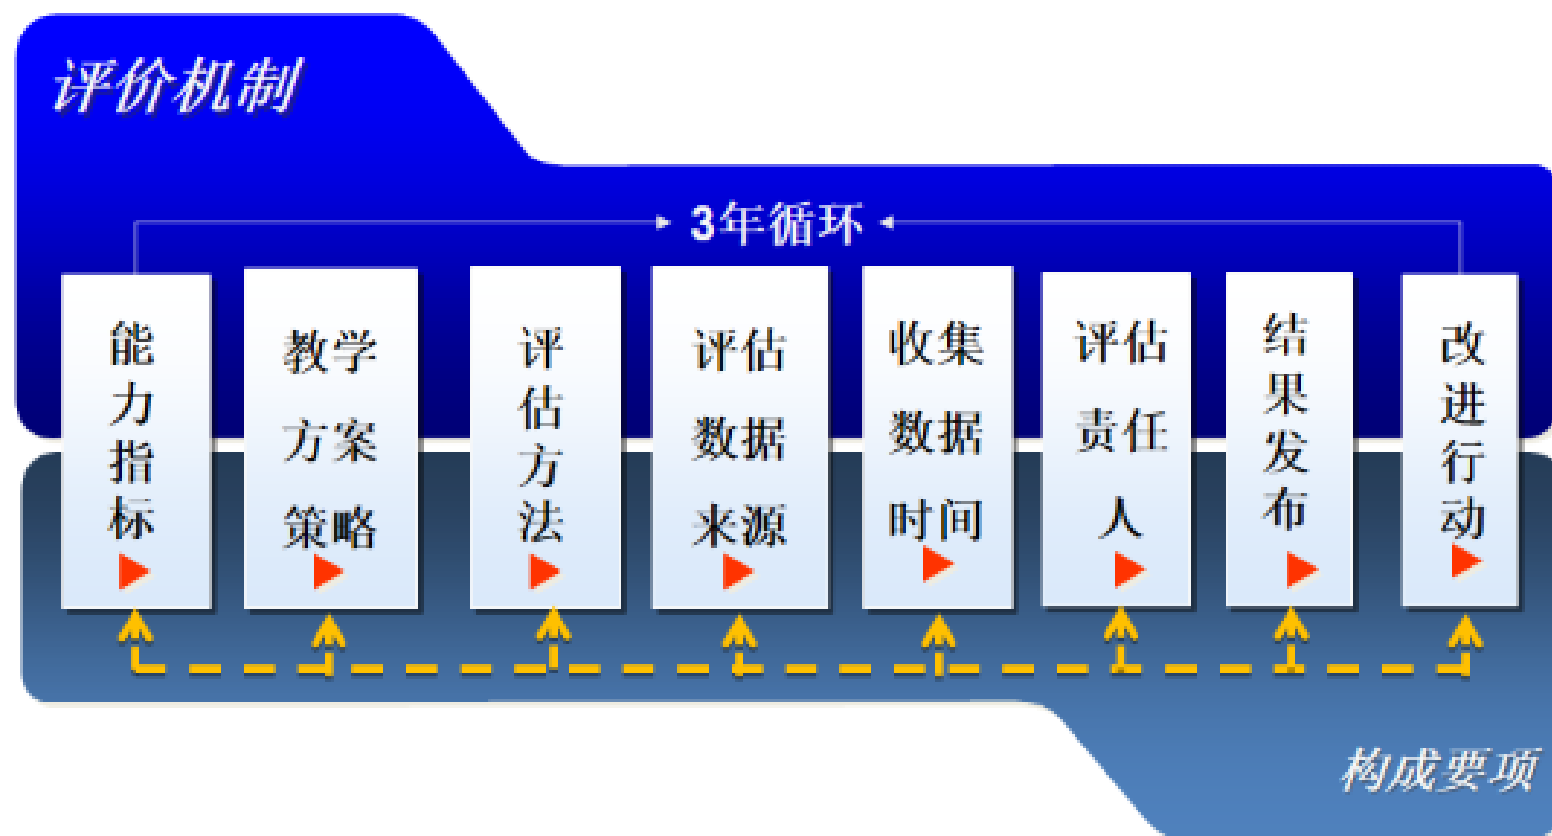 评价机制
3年循环
能力指标
教学
方案
策略
评估方法
评估
数据
来源
收集
数据
时间
评估
责任
人
结果发布
改进行动
构成要项